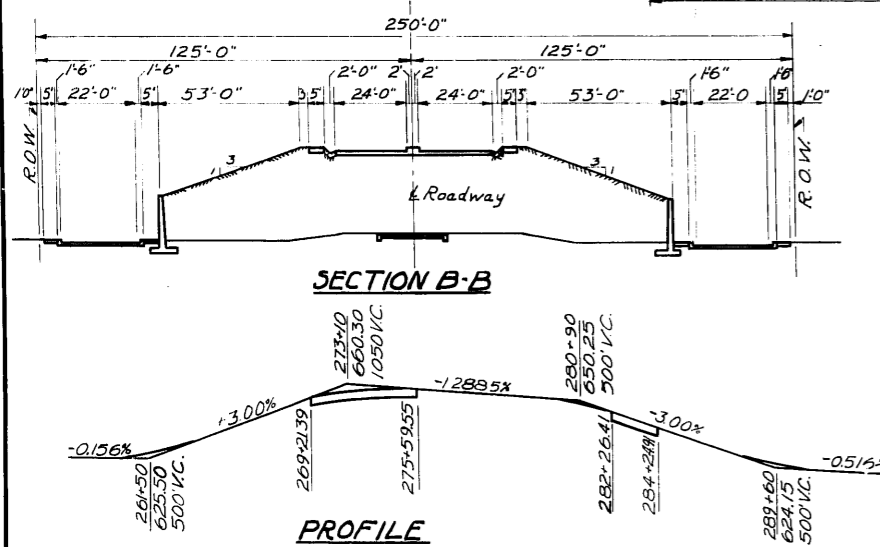 250'-0"
125'-0" 125'-0"
1'-6" 1'-6" 2'-0" 2' 2' 2'-0" 1'6" 1'6"
1'0" 5' 22'-0" 5' 53'-0" 3' 5' 24'-0" 24'-0" 5' 3' 53'-0" 5' 22'-0 5' 1'-0"
R.O.W. R.O.W.
1 3 3 1
℄ Roadway
SECTION B-B
273+10
660.30
1050 V.C.
280+90
650.25
500' V.C.
-0.156% +3.00% -1.2885% -3.00% -0.516%
261+50
625.50
500' V.C.
269+21.39
275+59.55
282+26.41
284+24.91
289+60
624.15
500' V.C.
PROFILE